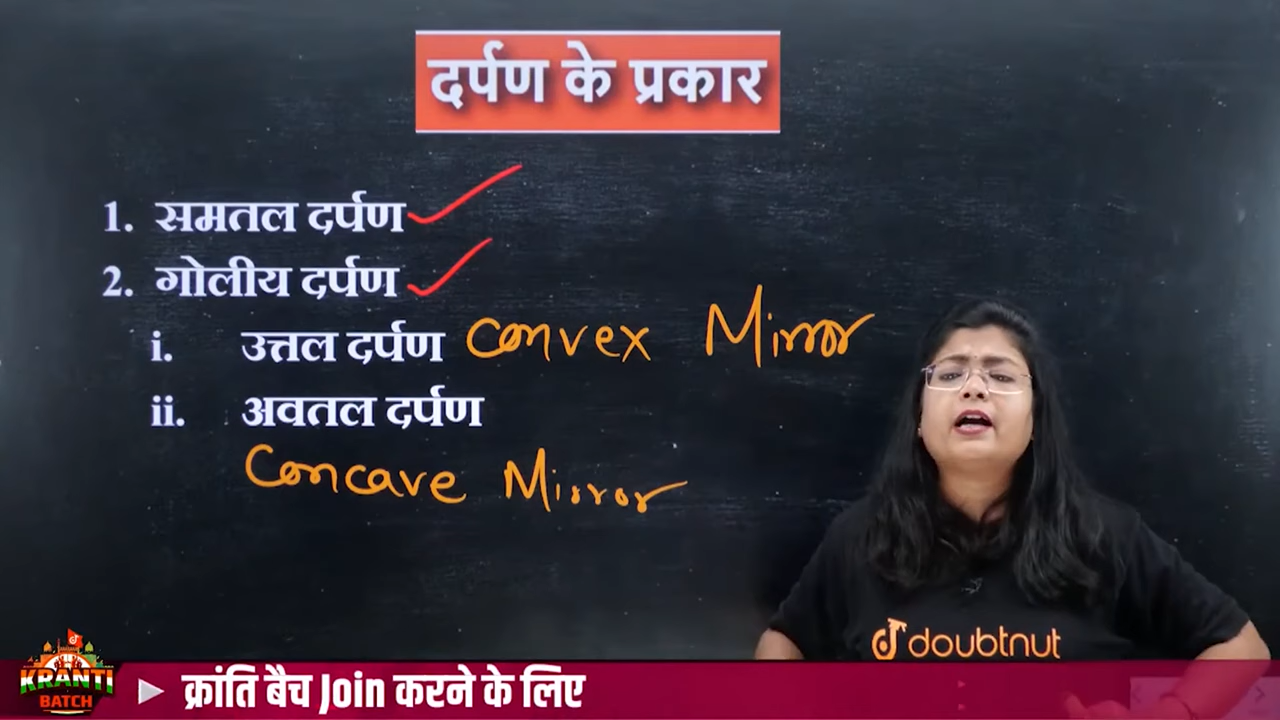 दर्पण के प्रकार
1. समतल दर्पण
2. गोलीय दर्पण
i. उत्तल दर्पण Convex Mirror
ii. अवतल दर्पण
Concave Mirror
doubtnut
KRANTI
BATCH
क्रांति बैच Join करने के लिए